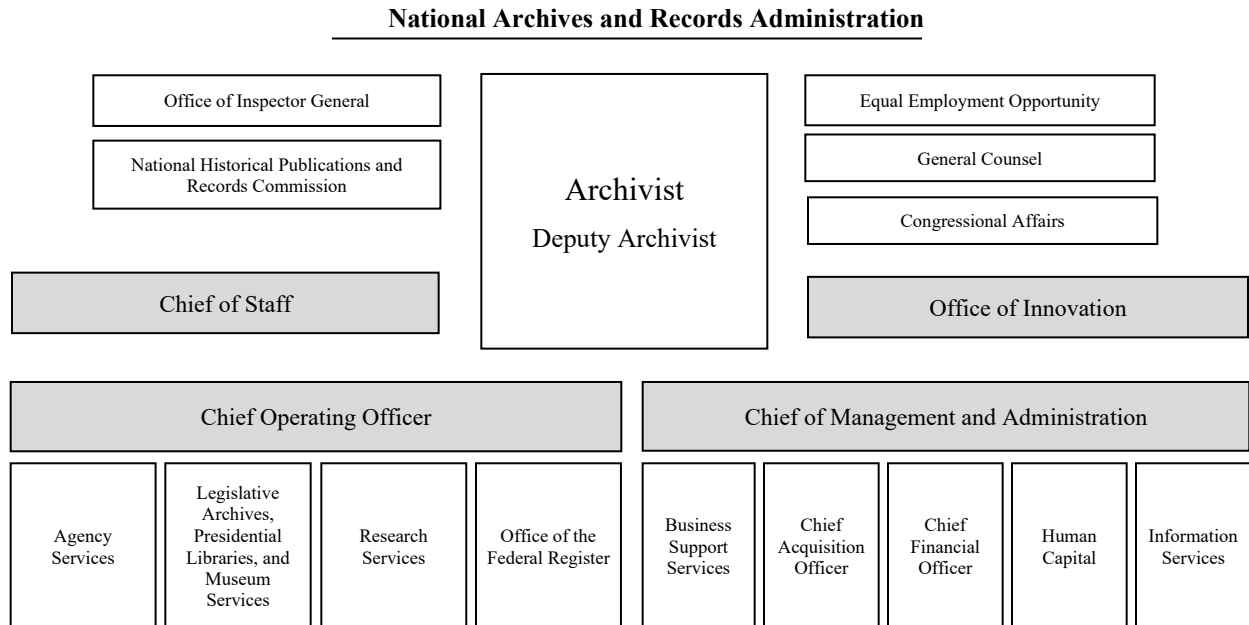 National Archives and Records Administration
Office of Inspector General
National Historical Publications and
Records Commission
Archivist
Deputy Archivist
Equal Employment Opportunity
General Counsel
Congressional Affairs
Chief of Staff
Office of Innovation
Chief Operating Officer
Chief of Management and Administration
Agency
Services
Legislative
Archives,
Presidential
Libraries, and
Museum
Services
Research
Services
Office of the
Federal Register
Business
Support
Services
Chief
Acquisition
Officer
Chief
Financial
Officer
Human
Capital
Information
Services